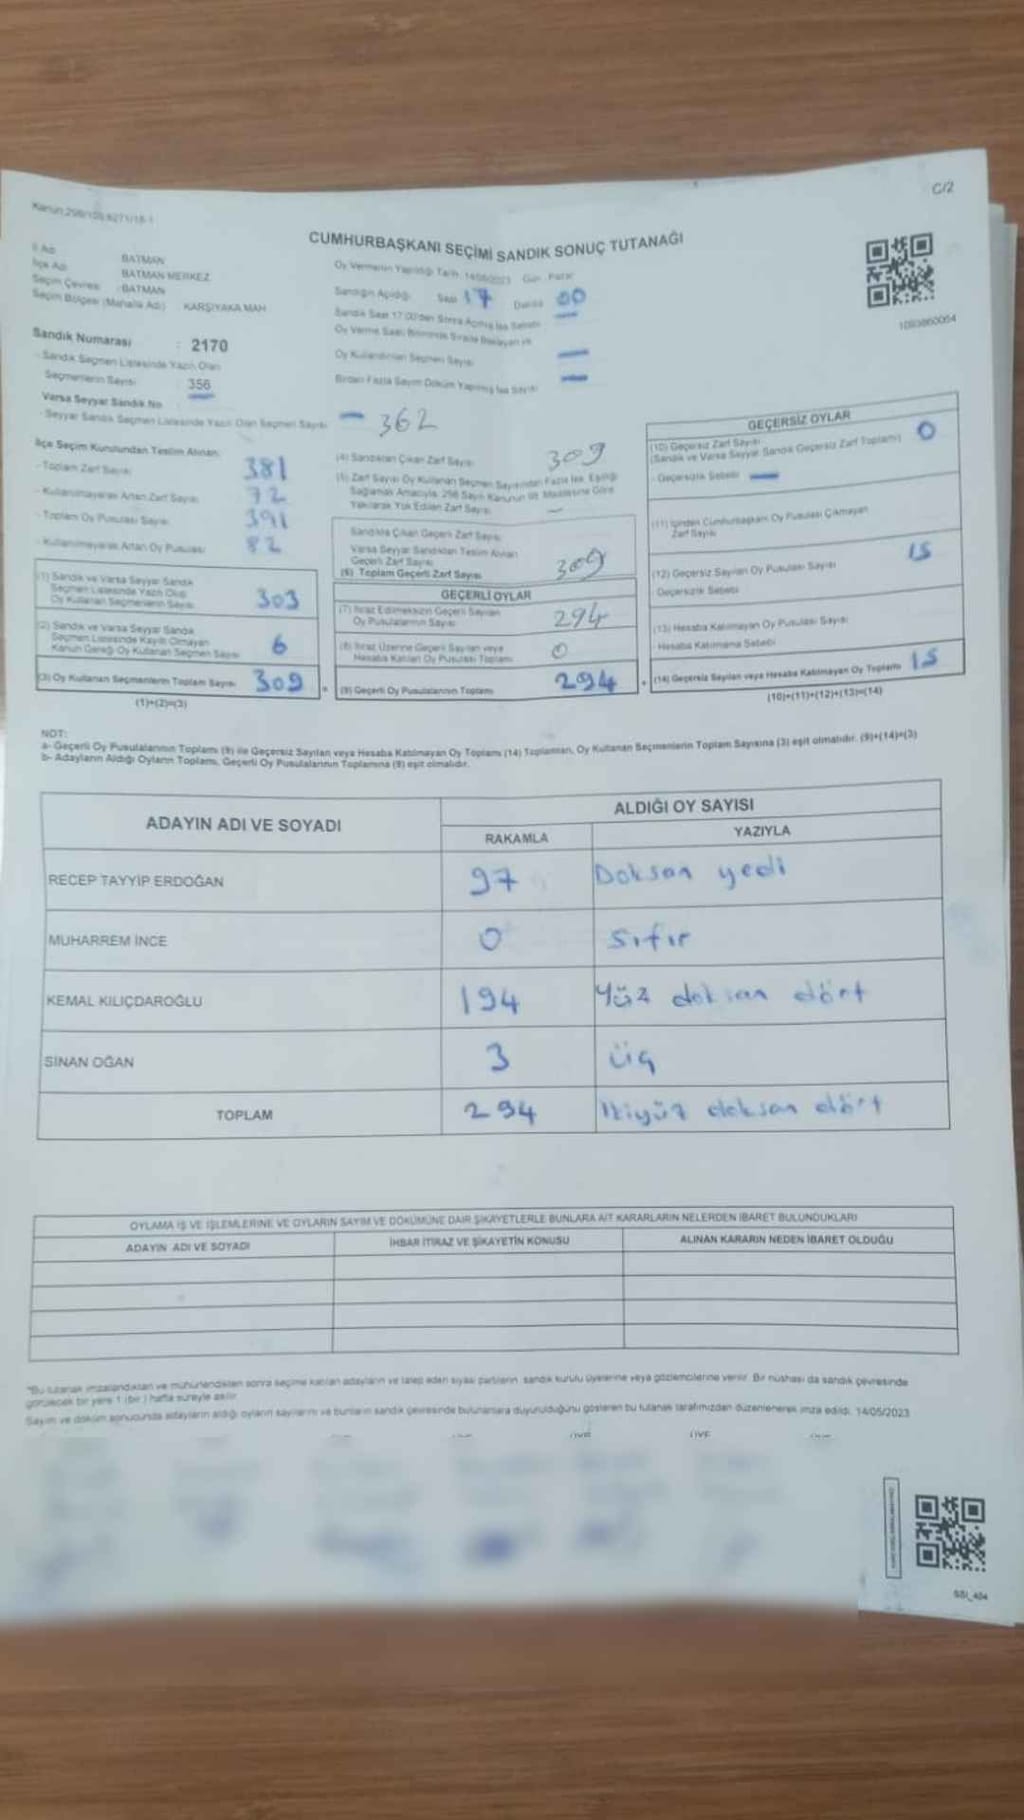 C/2
Kanun:298/105,6271/18-1
CUMHURBAŞKANI SEÇİMİ SANDIK SONUÇ TUTANAĞI
İl Adı BATMAN
İlçe Adı BATMAN MERKEZ
Seçim Çevresi : BATMAN
Seçim Bölgesi (Mahalle Adı) : KARŞIYAKA MAH
Sandık Numarası : 2170
- Sandık Seçmen Listesinde Yazılı Olan
Seçmenlerin Sayısı : 356
Varsa Seyyar Sandık No —
- Seyyar Sandık Seçmen Listesinde Yazılı Olan Seçmen Sayısı — 362
Oy Vermenin Yapıldığı Tarih: 14/05/2023 Gün : Pazar
Sandığın Açıldığı Saat 17 Dakika 00
Sandık Saat 17:00'den Sonra Açılmış İse Sebebi —
Oy Verme Saati Bitiminde Sırada Bekleyen ve
Oy Kullandırılan Seçmen Sayısı —
Birden Fazla Sayım Döküm Yapılmış İse Sayısı —
1093860064
İlçe Seçim Kurulundan Teslim Alınan:
- Toplam Zarf Sayısı 381
- Kullanılmayarak Artan Zarf Sayısı 72
- Toplam Oy Pusulası Sayısı 391
- Kullanılmayarak Artan Oy Pusulası 82
(1) Sandık ve Varsa Seyyar Sandık
Seçmen Listesinde Yazılı Olup
Oy Kullanan Seçmenlerin Sayısı 303
(2) Sandık ve Varsa Seyyar Sandık
Seçmen Listesinde Kayıtlı Olmayan
Kanun Gereği Oy Kullanan Seçmen Sayısı 6
(3) Oy Kullanan Seçmenlerin Toplam Sayısı 309
(1)+(2)=(3)
(4) Sandıktan Çıkan Zarf Sayısı 309
(5) Zarf Sayısı Oy Kullanan Seçmen Sayısından Fazla İse, Eşitliği
Sağlamak Amacıyla, 298 Sayılı Kanunun 98. Maddesine Göre
Yakılarak Yok Edilen Zarf Sayısı —
Sandıkta Çıkan Geçerli Zarf Sayısı
Varsa Seyyar Sandıktan Teslim Alınan
Geçerli Zarf Sayısı
(6) Toplam Geçerli Zarf Sayısı 309
GEÇERLİ OYLAR
(7) İtiraz Edilmeksizin Geçerli Sayılan
Oy Pusulalarının Sayısı 294
(8) İtiraz Üzerine Geçerli Sayılan veya
Hesaba Katılan Oy Pusulası Toplamı 0
(9) Geçerli Oy Pusulalarının Toplamı 294
GEÇERSİZ OYLAR
(10) Geçersiz Zarf Sayısı
(Sandık ve Varsa Seyyar Sandık Geçersiz Zarf Toplamı) 0
- Geçersizlik Sebebi —
(11) İçinden Cumhurbaşkanı Oy Pusulası Çıkmayan
Zarf Sayısı
(12) Geçersiz Sayılan Oy Pusulası Sayısı 15
Geçersizlik Sebebi
(13) Hesaba Katılmayan Oy Pusulası Sayısı
- Hesaba Katılmama Sebebi
(14) Geçersiz Sayılan veya Hesaba Katılmayan Oy Toplamı 15
(10)+(11)+(12)+(13)=(14)
NOT:
a- Geçerli Oy Pusulalarının Toplamı (9) ile Geçersiz Sayılan veya Hesaba Katılmayan Oy Toplamı (14) Toplamları, Oy Kullanan Seçmenlerin Toplam Sayısına (3) eşit olmalıdır. (9)+(14)=(3)
b- Adayların Aldığı Oyların Toplamı, Geçerli Oy Pusulalarının Toplamına (9) eşit olmalıdır.
ADAYIN ADI VE SOYADI ALDIĞI OY SAYISI
RAKAMLA YAZIYLA
RECEP TAYYİP ERDOĞAN 97 Doksan yedi
MUHARREM İNCE 0 Sıfır
KEMAL KILIÇDAROĞLU 194 Yüz doksan dört
SİNAN OĞAN 3 üç
TOPLAM 294 İkiyüz doksan dört
OYLAMA İŞ VE İŞLEMLERİNE VE OYLARIN SAYIM VE DÖKÜMÜNE DAİR ŞİKAYETLERLE BUNLARA AİT KARARLARIN NELERDEN İBARET BULUNDUKLARI
ADAYIN ADI VE SOYADI İHBAR İTİRAZ VE ŞİKAYETİN KONUSU ALINAN KARARIN NEDEN İBARET OLDUĞU
*Bu tutanak imzalandıktan ve mühürlendikten sonra seçime katılan adayların ve talep eden siyasi partilerin sandık kurulu üyelerine veya gözlemcilerine verilir. Bir nüshası da sandık çevresinde
görülecek bir yere 1 (bir ) hafta süreyle asılır.
Sayım ve döküm sonucunda adayların aldığı oyların sayılarını ve bunların sandık çevresinde bulunanlara duyurulduğunu gösteren bu tutanak tarafımızdan düzenlenerek imza edildi. 14/05/2023
SSI_404